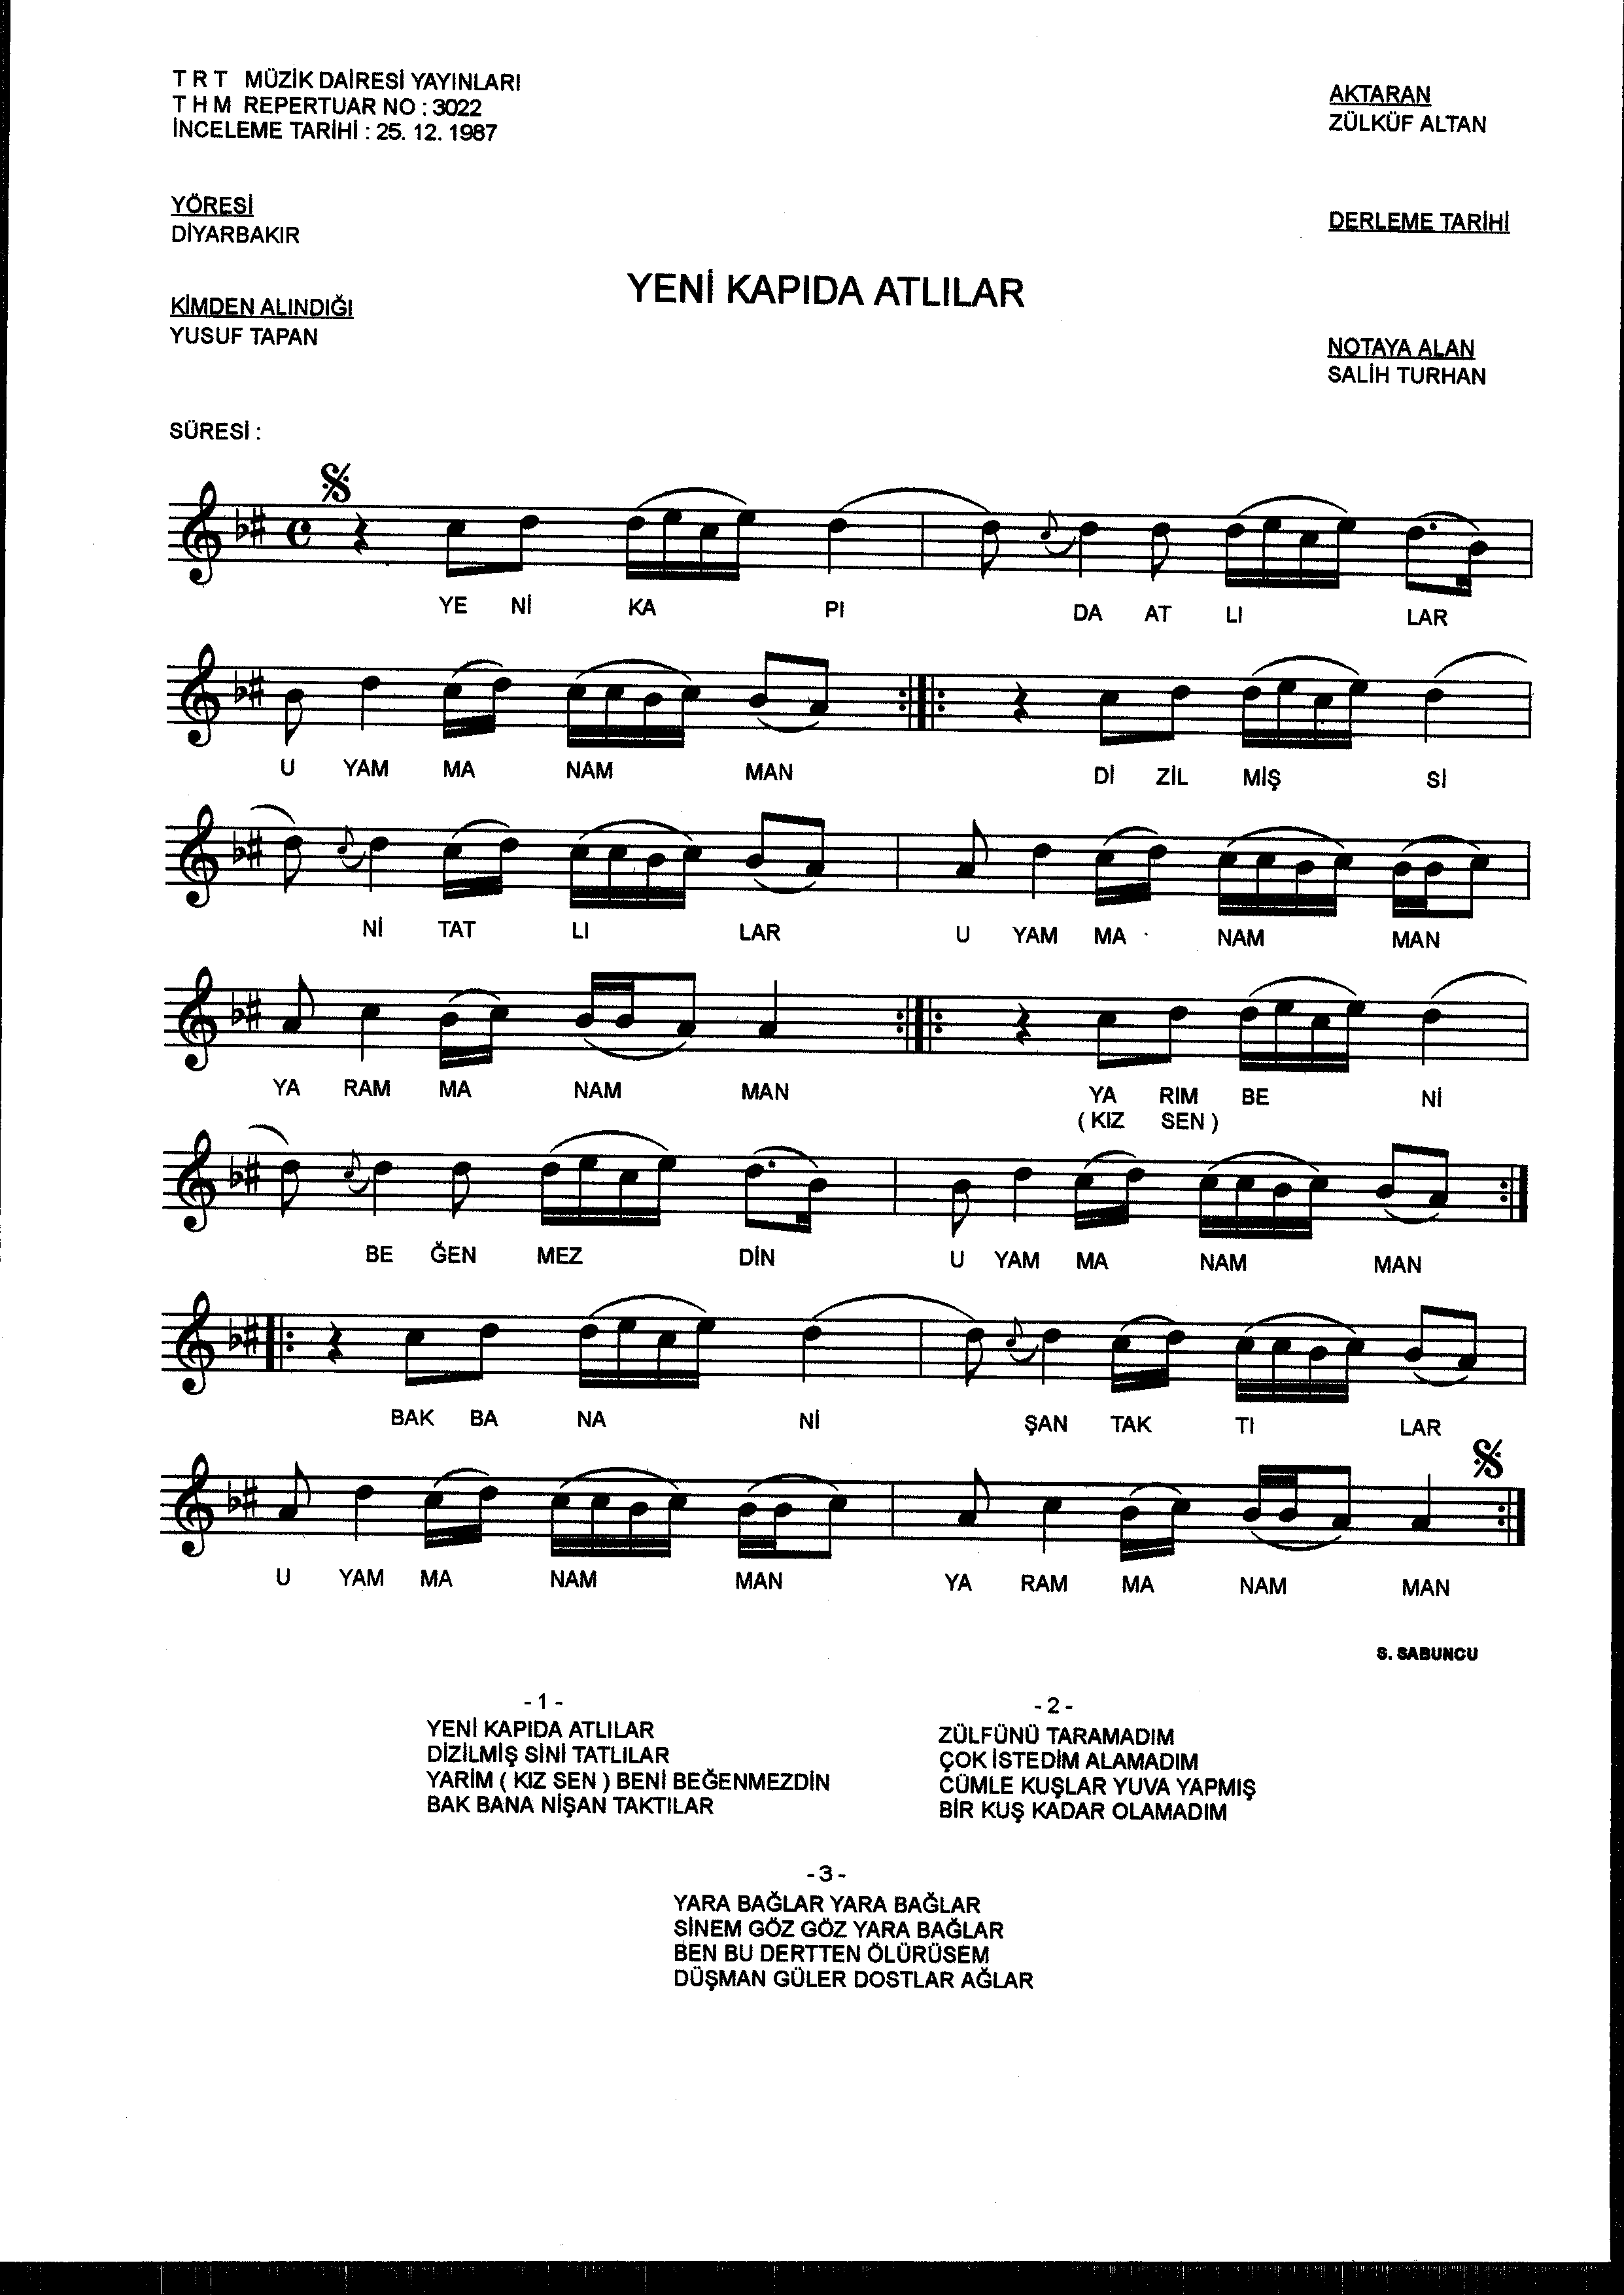 T R T MÜZİK DAİRESİ YAYINLARI
T H M REPERTUAR NO : 3022
İNCELEME TARİHİ : 25. 12. 1987
AKTARAN
ZÜLKÜF ALTAN
YÖRESİ
DİYARBAKIR
DERLEME TARİHİ
YENİ KAPIDA ATLILAR
KİMDEN ALINDIĞI
YUSUF TAPAN
NOTAYA ALAN
SALİH TURHAN
SÜRESİ :
YE Nİ KA PI DA AT LI LAR
U YAM MA NAM MAN Dİ ZİL MİŞ Sİ
Nİ TAT LI LAR U YAM MA NAM MAN
YA RAM MA NAM MAN YA RIM BE Nİ
( KIZ SEN )
BE ĞEN MEZ DİN U YAM MA NAM MAN
BAK BA NA Nİ ŞAN TAK TI LAR
U YAM MA NAM MAN YA RAM MA NAM MAN
S. SABUNCU
- 1 -
YENİ KAPIDA ATLILAR
DİZİLMİŞ SİNİ TATLILAR
YARİM ( KIZ SEN ) BENİ BEĞENMEZDİN
BAK BANA NİŞAN TAKTILAR
- 2 -
ZÜLFÜNÜ TARAMADIM
ÇOK İSTEDİM ALAMADIM
CÜMLE KUŞLAR YUVA YAPMIŞ
BİR KUŞ KADAR OLAMADIM
- 3 -
YARA BAĞLAR YARA BAĞLAR
SİNEM GÖZ GÖZ YARA BAĞLAR
BEN BU DERTTEN ÖLÜRÜSEM
DÜŞMAN GÜLER DOSTLAR AĞLAR